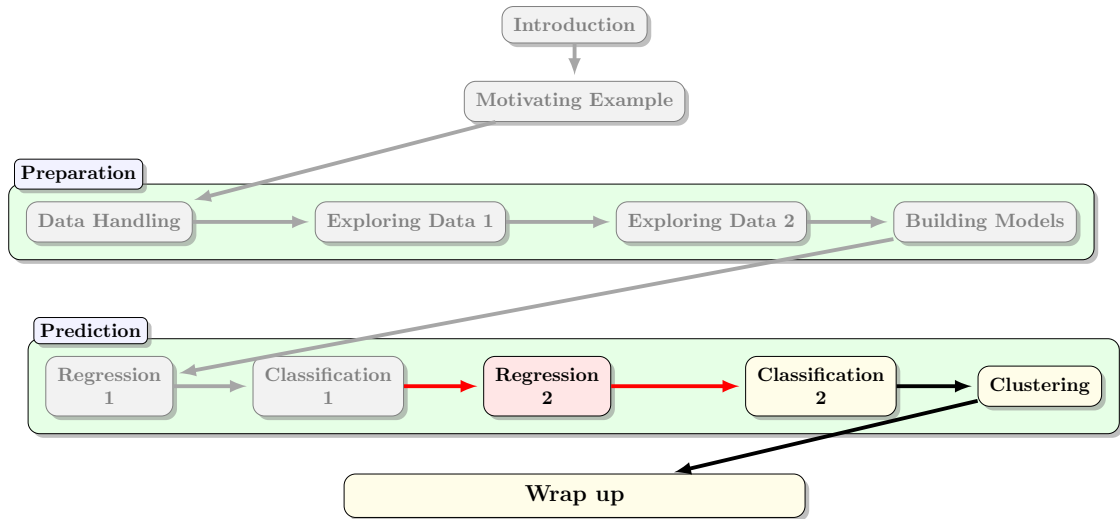 Introduction
Motivating Example
Preparation
Data Handling
Exploring Data 1
Exploring Data 2
Building Models
Prediction
Regression
1
Classification
1
Regression
2
Classification
2
Clustering
Wrap up